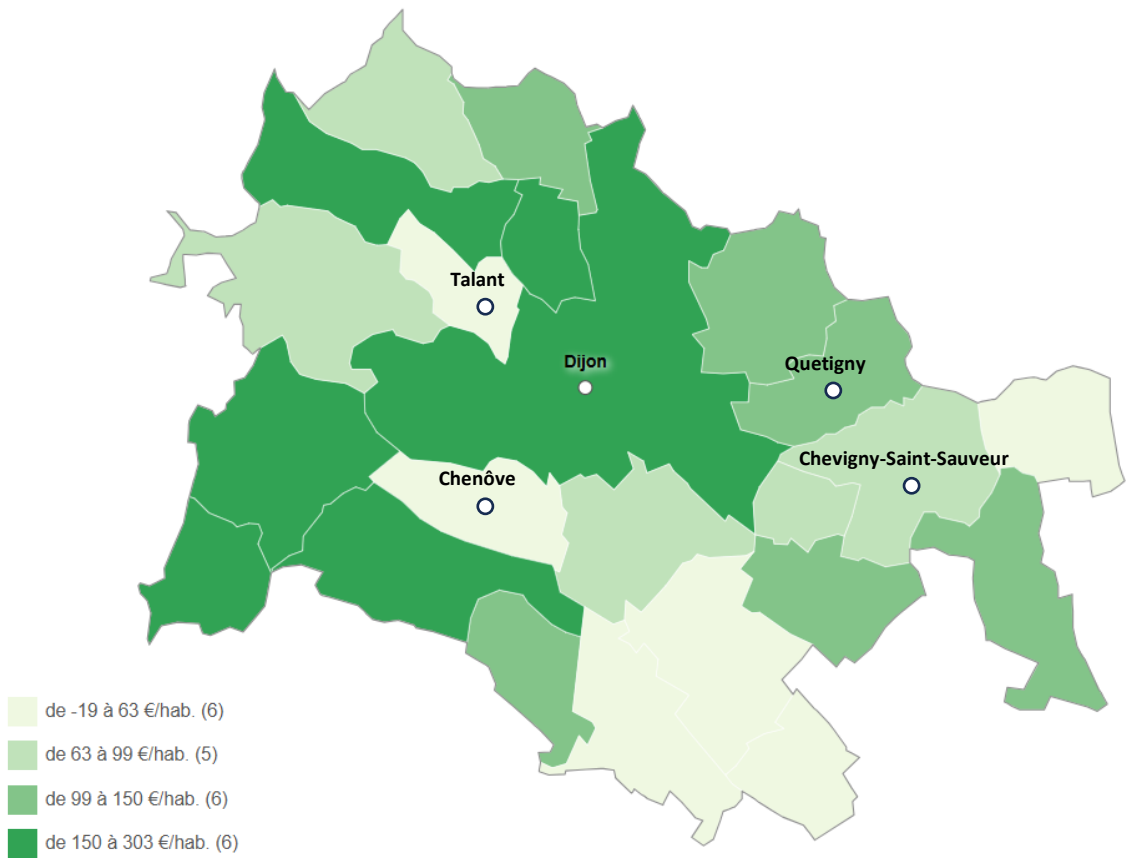 Talant
Dijon
Quetigny
Chevigny-Saint-Sauveur
Chenôve
de -19 à 63 €/hab. (6)
de 63 à 99 €/hab. (5)
de 99 à 150 €/hab. (6)
de 150 à 303 €/hab. (6)